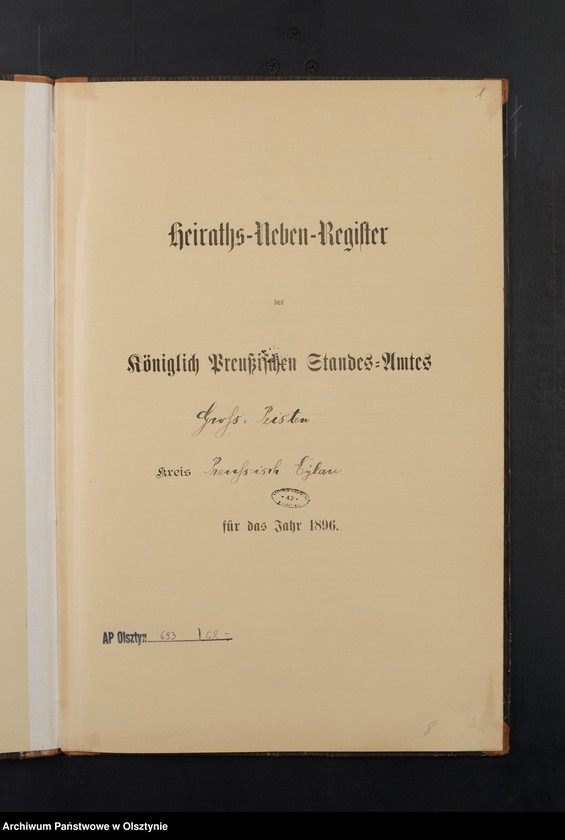 1
Heiraths-Neben-Register
des
Königlich Preußischen Standes-Amtes
Gross. Peisten
Kreis Preussisch Eylau
42
für das Jahr 1896.
AP Olsztyn 693 / 68 -
8
Archiwum Państwowe w Olsztynie